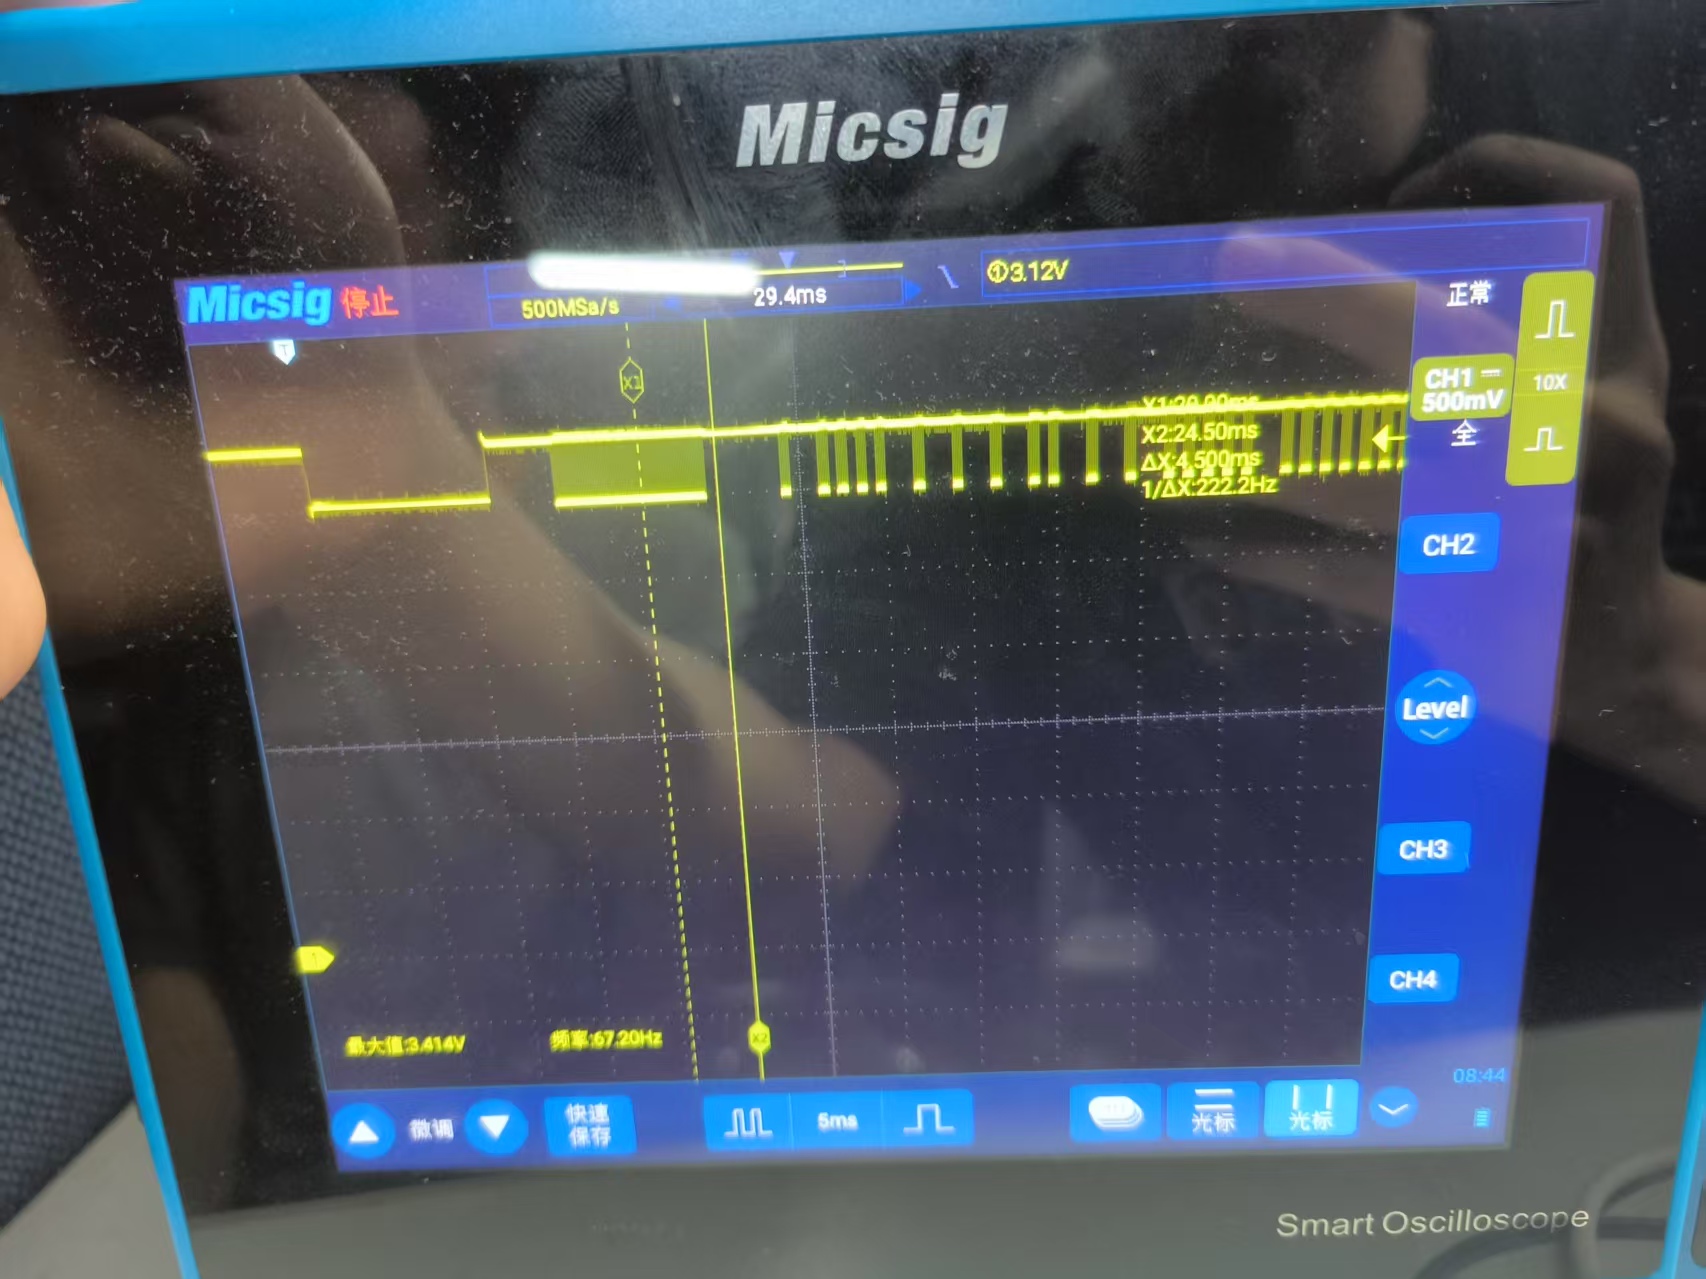 Micsig
Micsig 停止
500MSa/s
29.4ms
①3.12V
正常
T
X1
X1:20.00ms
X2:24.50ms
ΔX:4.500ms
1/ΔX:222.2Hz
CH1
500mV
10X
全
CH2
Level
CH3
CH4
1
最大值:3.414V
频率:67.20Hz
X2
08:44
微调
快速
保存
5ms
光标
光标
Smart Oscilloscope